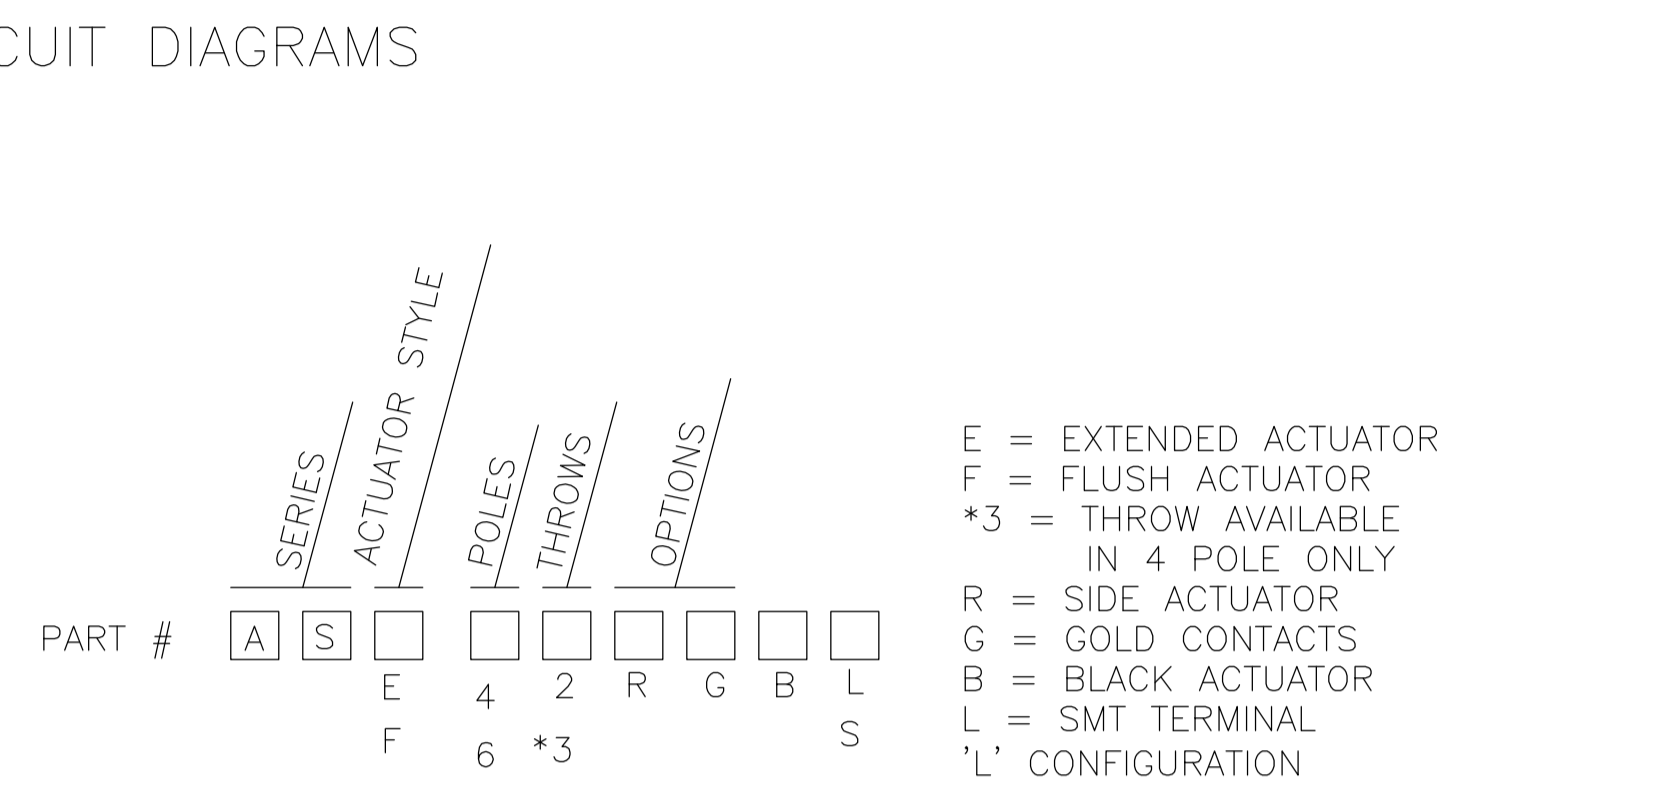 CUIT DIAGRAMS
SERIES
ACTUATOR STYLE
POLES
THROWS
OPTIONS
PART # A S
E 4 2 R G B L
F 6 *3 S
E = EXTENDED ACTUATOR
F = FLUSH ACTUATOR
*3 = THROW AVAILABLE
IN 4 POLE ONLY
R = SIDE ACTUATOR
G = GOLD CONTACTS
B = BLACK ACTUATOR
L = SMT TERMINAL
'L' CONFIGURATION